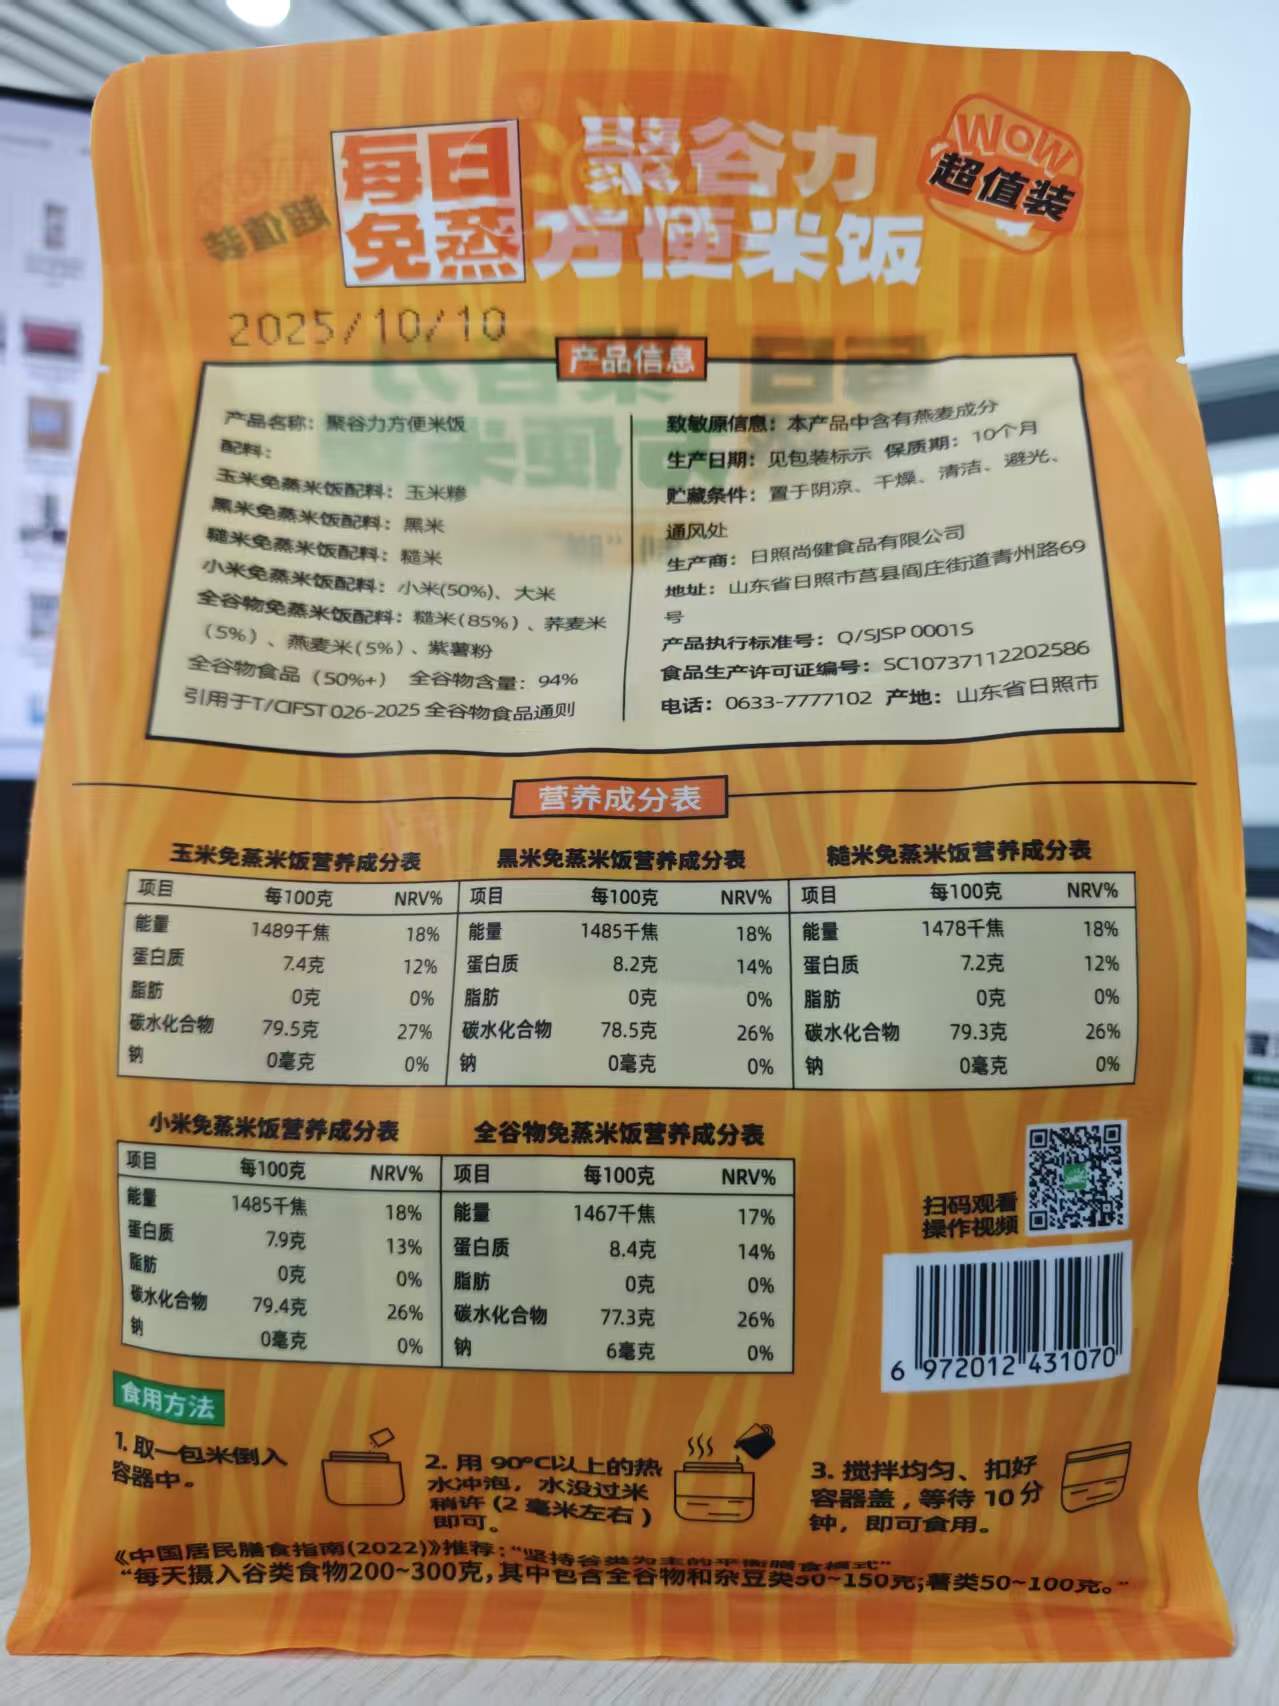 每日
免蒸
聚谷力
方便米饭
WOW
超值装
超值装
2025/10/10
产品信息
产品名称：聚谷力方便米饭
配料：
玉米免蒸米饭配料：玉米糁
黑米免蒸米饭配料：黑米
糙米免蒸米饭配料：糙米
小米免蒸米饭配料：小米(50%)、大米
全谷物免蒸米饭配料：糙米(85%)、荞麦米
(5%)、燕麦米(5%)、紫薯粉
全谷物食品（50%+） 全谷物含量：94%
引用于T/CIFST 026-2025 全谷物食品通则
致敏原信息：本产品中含有燕麦成分
生产日期：见包装标示 保质期：10个月
贮藏条件：置于阴凉、干燥、清洁、避光、
通风处
生产商：日照尚健食品有限公司
地址：山东省日照市莒县阎庄街道青州路69
号
产品执行标准号：Q/SJSP 0001S
食品生产许可证编号：SC10737112202586
电话：0633-7777102 产地：山东省日照市
营养成分表
玉米免蒸米饭营养成分表
项目 每100克 NRV%
能量 1489千焦 18%
蛋白质 7.4克 12%
脂肪 0克 0%
碳水化合物 79.5克 27%
钠 0毫克 0%
黑米免蒸米饭营养成分表
项目 每100克 NRV%
能量 1485千焦 18%
蛋白质 8.2克 14%
脂肪 0克 0%
碳水化合物 78.5克 26%
钠 0毫克 0%
糙米免蒸米饭营养成分表
项目 每100克 NRV%
能量 1478千焦 18%
蛋白质 7.2克 12%
脂肪 0克 0%
碳水化合物 79.3克 26%
钠 0毫克 0%
小米免蒸米饭营养成分表
项目 每100克 NRV%
能量 1485千焦 18%
蛋白质 7.9克 13%
脂肪 0克 0%
碳水化合物 79.4克 26%
钠 0毫克 0%
全谷物免蒸米饭营养成分表
项目 每100克 NRV%
能量 1467千焦 17%
蛋白质 8.4克 14%
脂肪 0克 0%
碳水化合物 77.3克 26%
钠 6毫克 0%
扫码观看
操作视频
6 972012 431070
食用方法
1. 取一包米倒入
容器中。
2. 用 90℃以上的热
水冲泡，水没过米
稍许 (2 毫米左右)
即可。
3. 搅拌均匀、扣好
容器盖，等待 10 分
钟，即可食用。
《中国居民膳食指南(2022)》推荐：“坚持谷类为主的平衡膳食模式”
“每天摄入谷类食物200~300克，其中包含全谷物和杂豆类50~150克；薯类50~100克。”